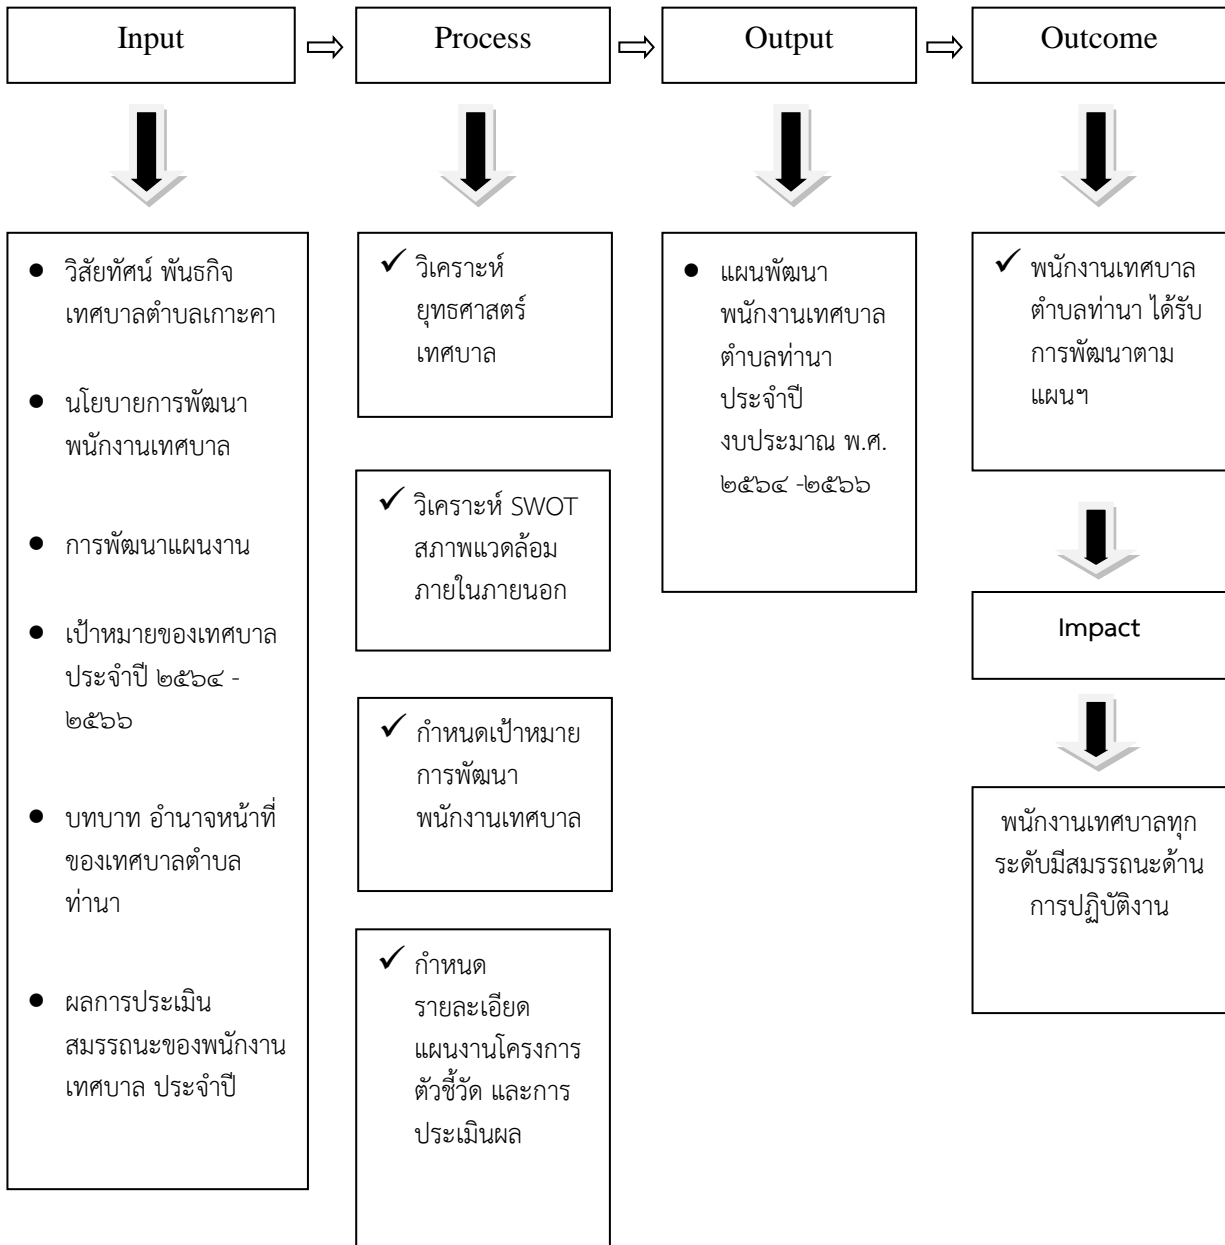 Input
Process
Output
Outcome
วิสัยทัศน์ พันธกิจ
เทศบาลตำบลเกาะคา
นโยบายการพัฒนา
พนักงานเทศบาล
การพัฒนาแผนงาน
เป้าหมายของเทศบาล
ประจำปี ๒๕๖๔ -
๒๕๖๖
บทบาท อำนาจหน้าที่
ของเทศบาลตำบล
ท่านา
ผลการประเมิน
สมรรถนะของพนักงาน
เทศบาล ประจำปี
วิเคราะห์
ยุทธศาสตร์
เทศบาล
วิเคราะห์ SWOT
สภาพแวดล้อม
ภายในภายนอก
กำหนดเป้าหมาย
การพัฒนา
พนักงานเทศบาล
กำหนด
รายละเอียด
แผนงานโครงการ
ตัวชี้วัด และการ
ประเมินผล
แผนพัฒนา
พนักงานเทศบาล
ตำบลท่านา
ประจำปี
งบประมาณ พ.ศ.
๒๕๖๔ -๒๕๖๖
พนักงานเทศบาล
ตำบลท่านา ได้รับ
การพัฒนาตาม
แผนฯ
Impact
พนักงานเทศบาลทุก
ระดับมีสมรรถนะด้าน
การปฏิบัติงาน